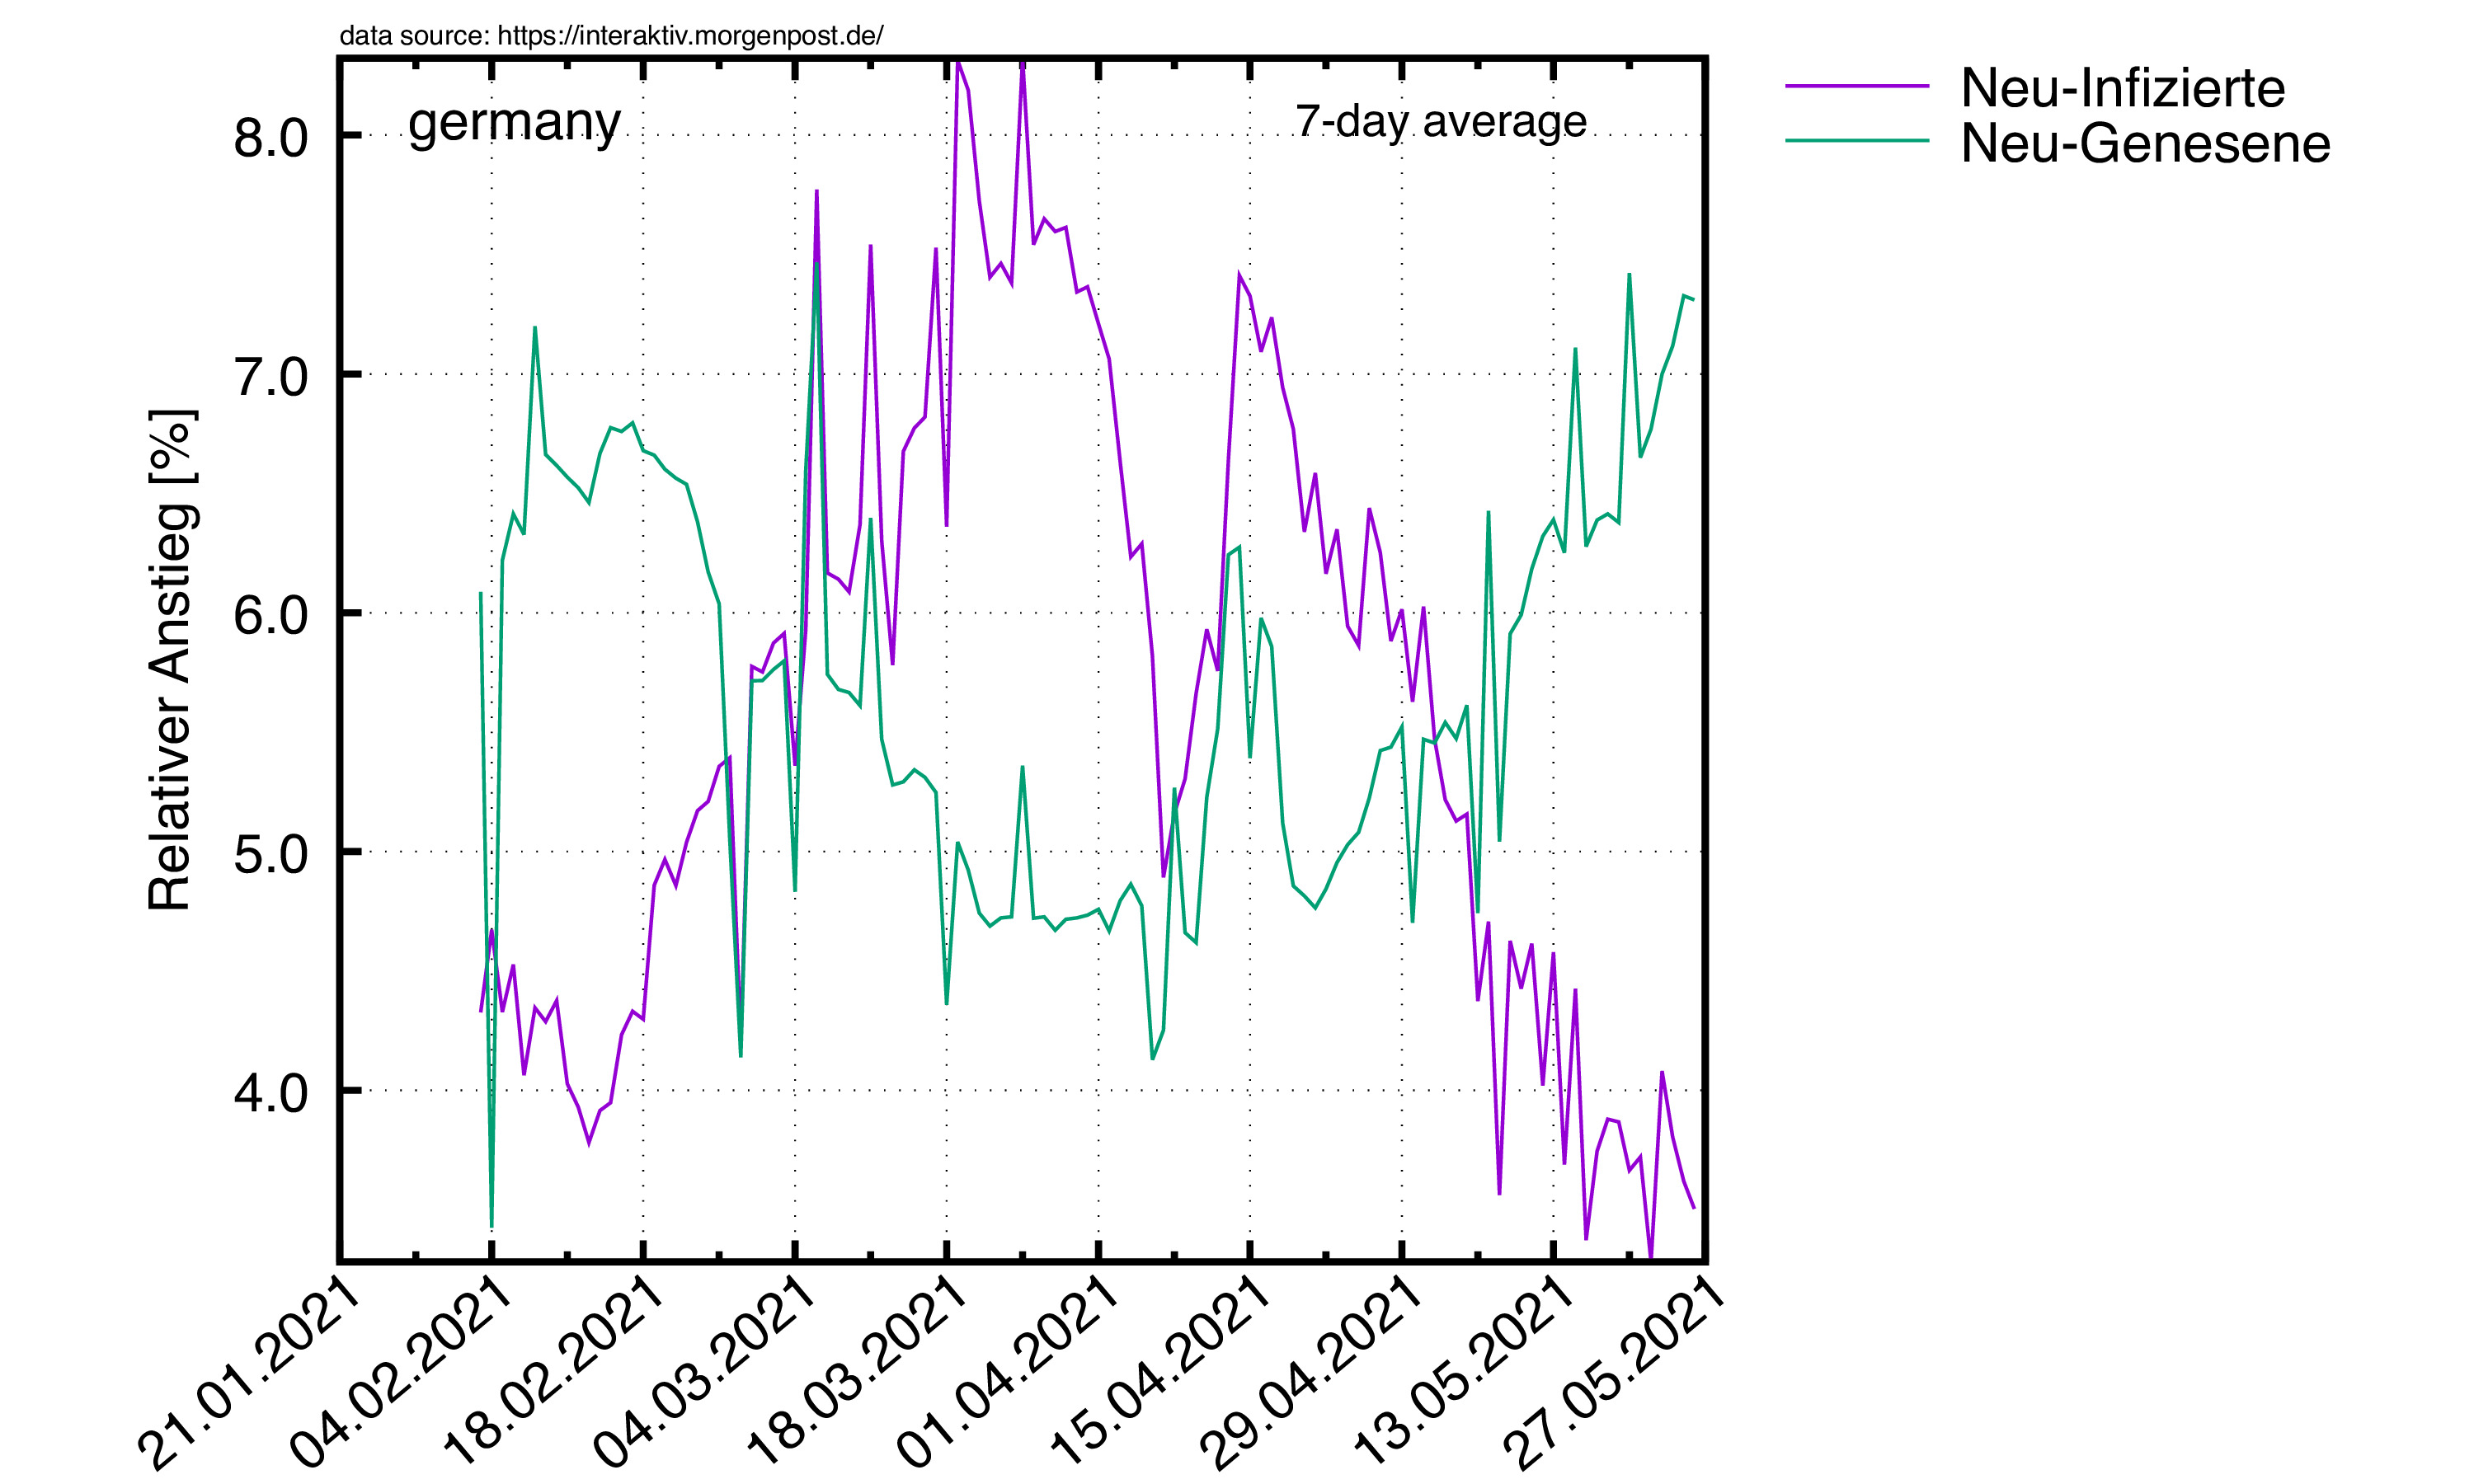 data source: https://interaktiv.morgenpost.de/
germany
7-day average
Neu-Infizierte
Neu-Genesene
Relativer Anstieg [%]
8.0
7.0
6.0
5.0
4.0
21.01.2021
04.02.2021
18.02.2021
04.03.2021
18.03.2021
01.04.2021
15.04.2021
29.04.2021
13.05.2021
27.05.2021